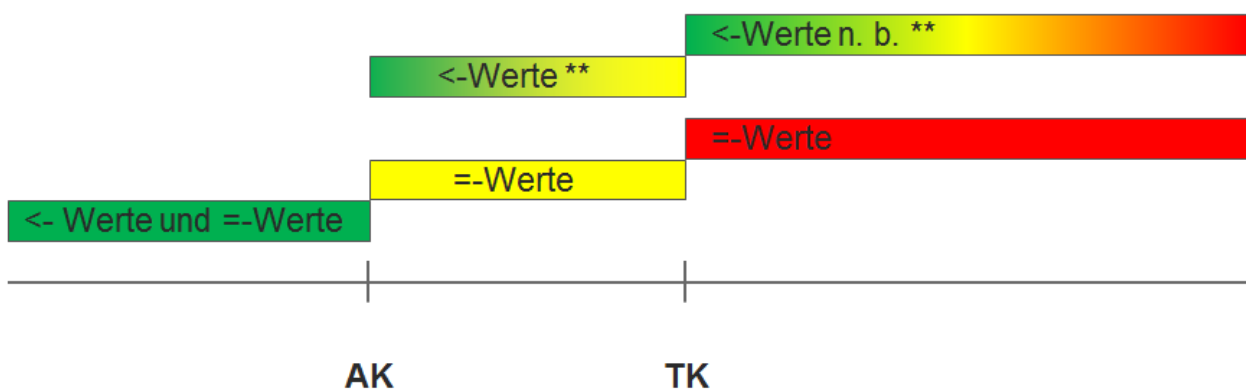 <-Werte n. b. **
<-Werte **
=-Werte
=-Werte
<- Werte und =-Werte
AK TK